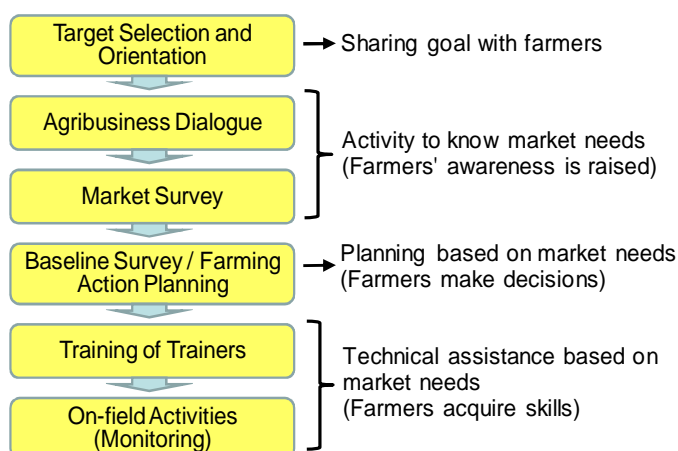 Target Selection and
Orientation
Sharing goal with farmers
Agribusiness Dialogue
Activity to know market needs
(Farmers' awareness is raised)
Market Survey
Baseline Survey / Farming
Action Planning
Planning based on market needs
(Farmers make decisions)
Training of Trainers
Technical assistance based on
market needs
(Farmers acquire skills)
On-field Activities
(Monitoring)